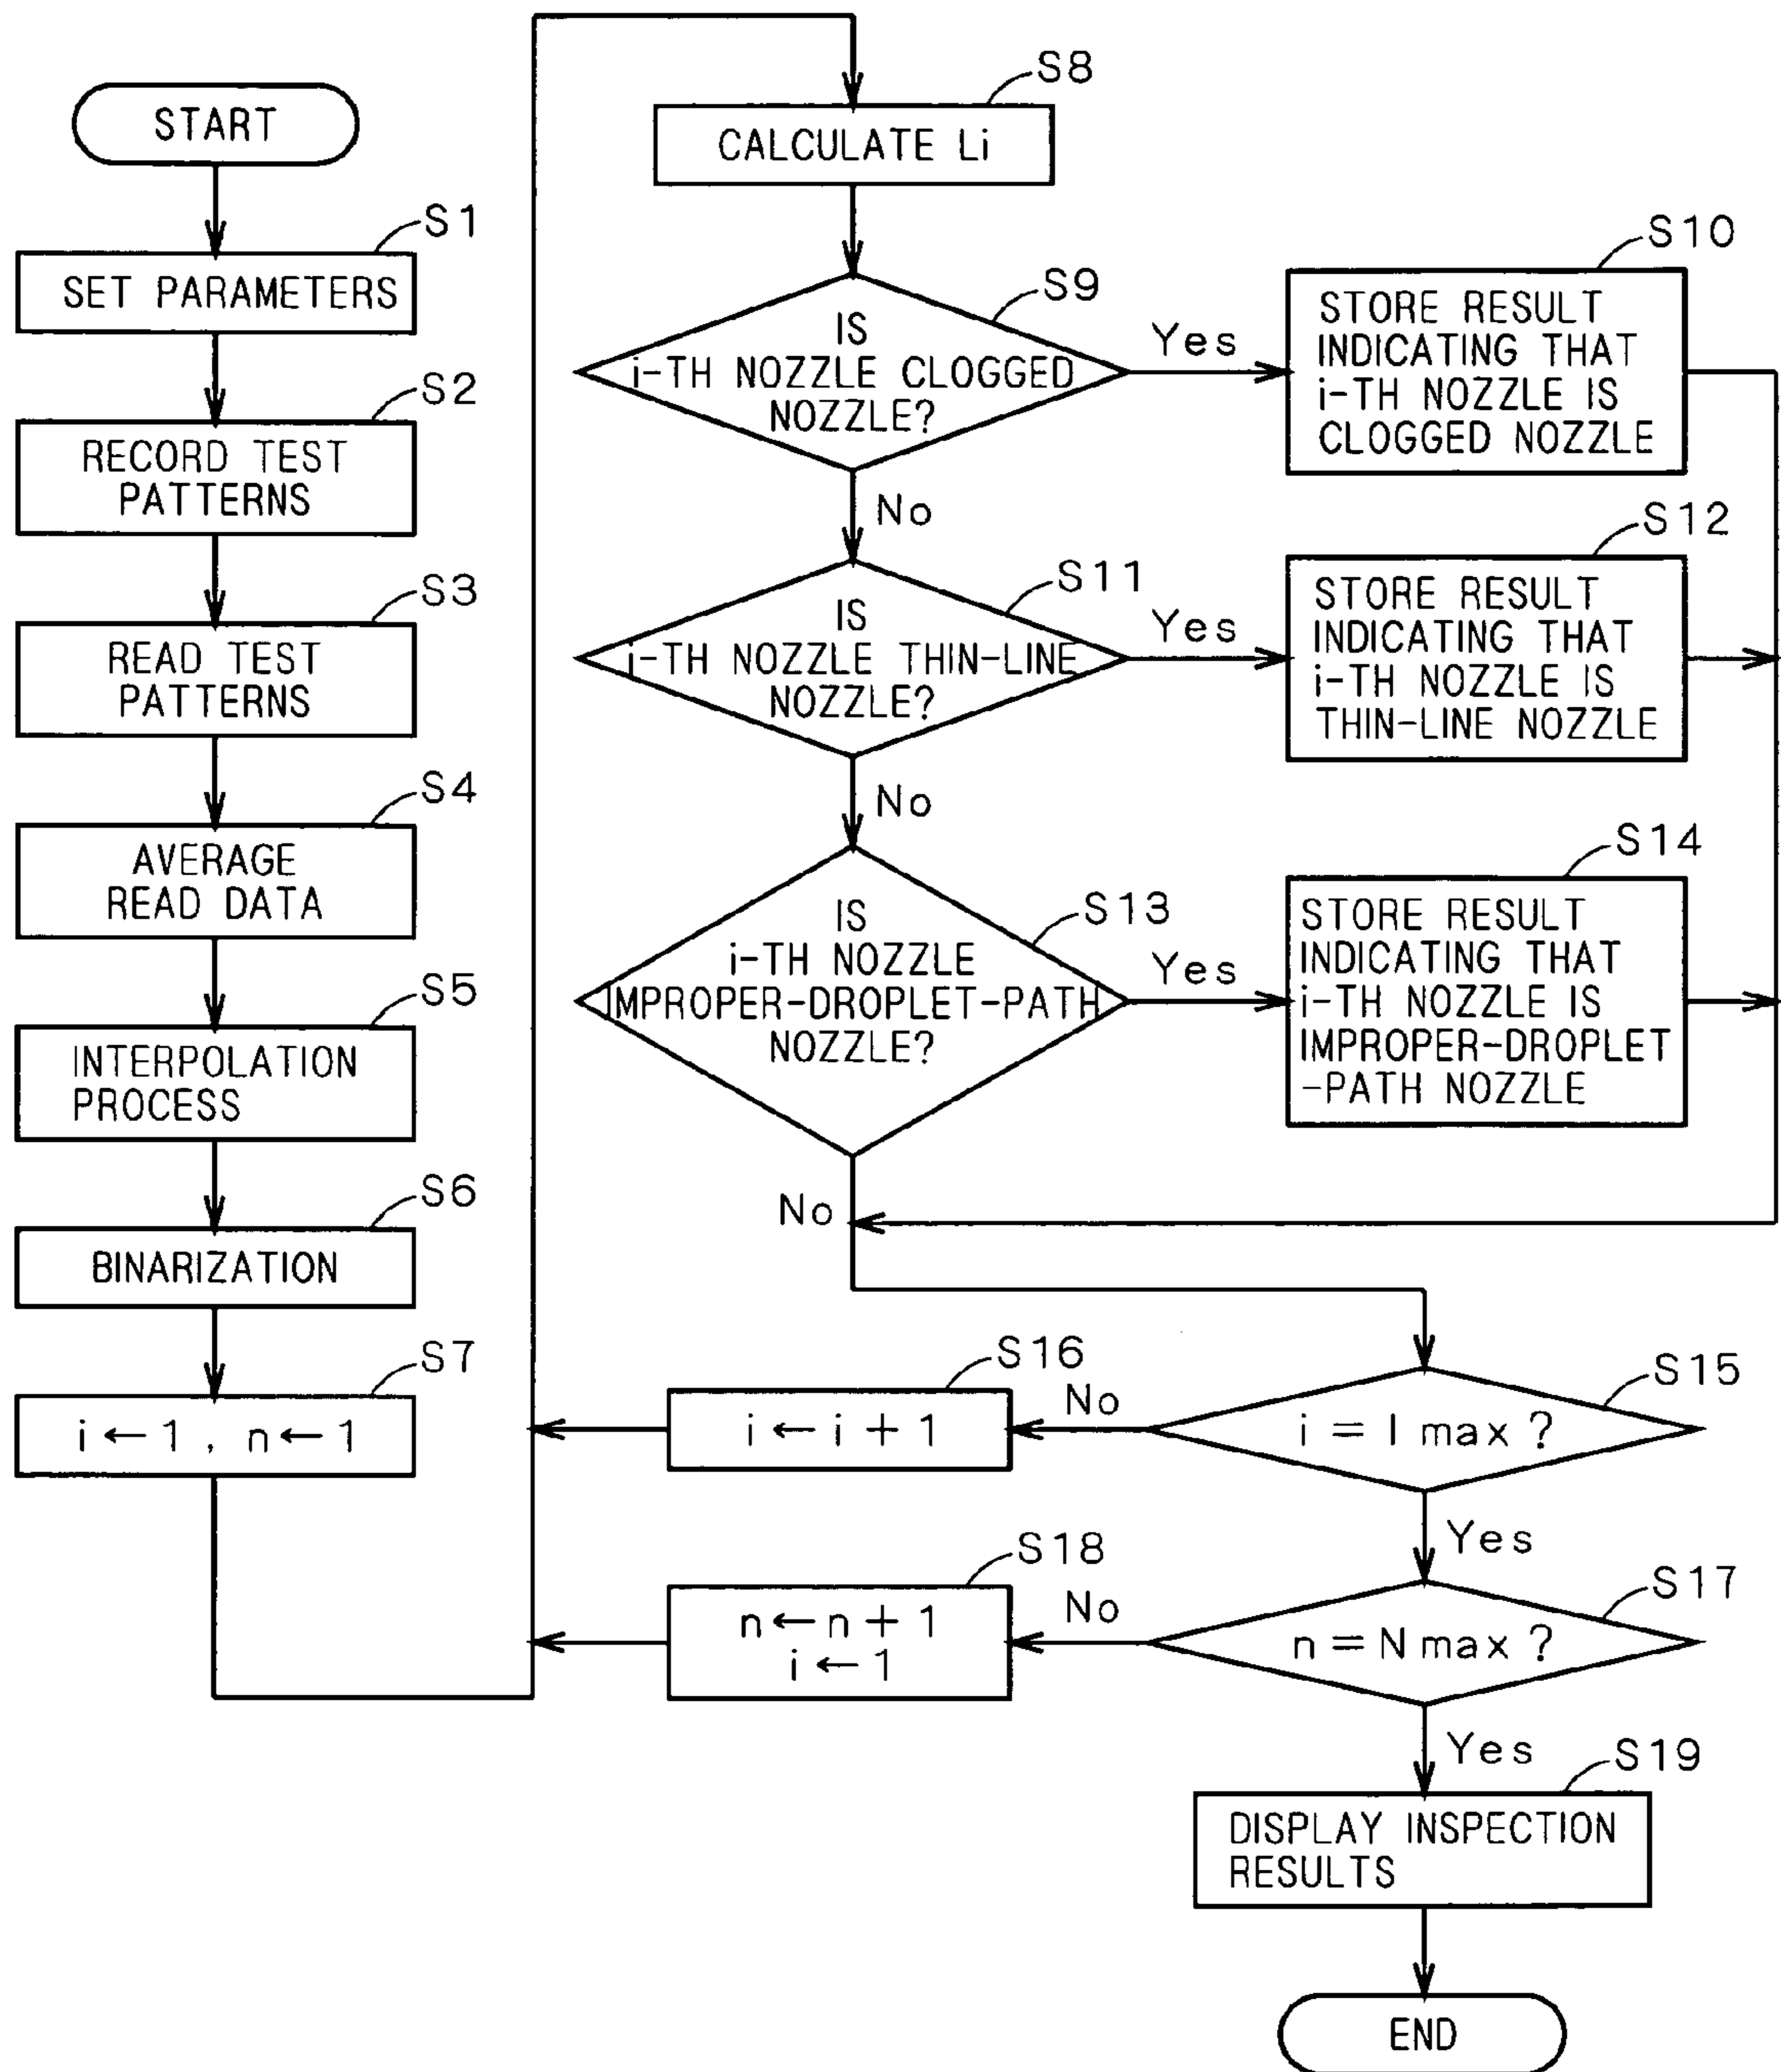 START
S1
SET PARAMETERS
S2
RECORD TEST
PATTERNS
S3
READ TEST
PATTERNS
S4
AVERAGE
READ DATA
S5
INTERPOLATION
PROCESS
S6
BINARIZATION
S7
i ← 1 , n ← 1
S8
CALCULATE Li
S9
IS
i-TH NOZZLE CLOGGED
NOZZLE?
Yes
No
S10
STORE RESULT
INDICATING THAT
i-TH NOZZLE IS
CLOGGED NOZZLE
S11
IS
i-TH NOZZLE THIN-LINE
NOZZLE?
Yes
No
S12
STORE RESULT
INDICATING THAT
i-TH NOZZLE IS
THIN-LINE NOZZLE
S13
IS
i-TH NOZZLE
IMPROPER-DROPLET-PATH
NOZZLE?
Yes
No
S14
STORE RESULT
INDICATING THAT
i-TH NOZZLE IS
IMPROPER-DROPLET
-PATH NOZZLE
S15
i = I max ?
No
Yes
S16
i ← i + 1
S17
n = N max ?
No
Yes
S18
n ← n + 1
i ← 1
S19
DISPLAY INSPECTION
RESULTS
END